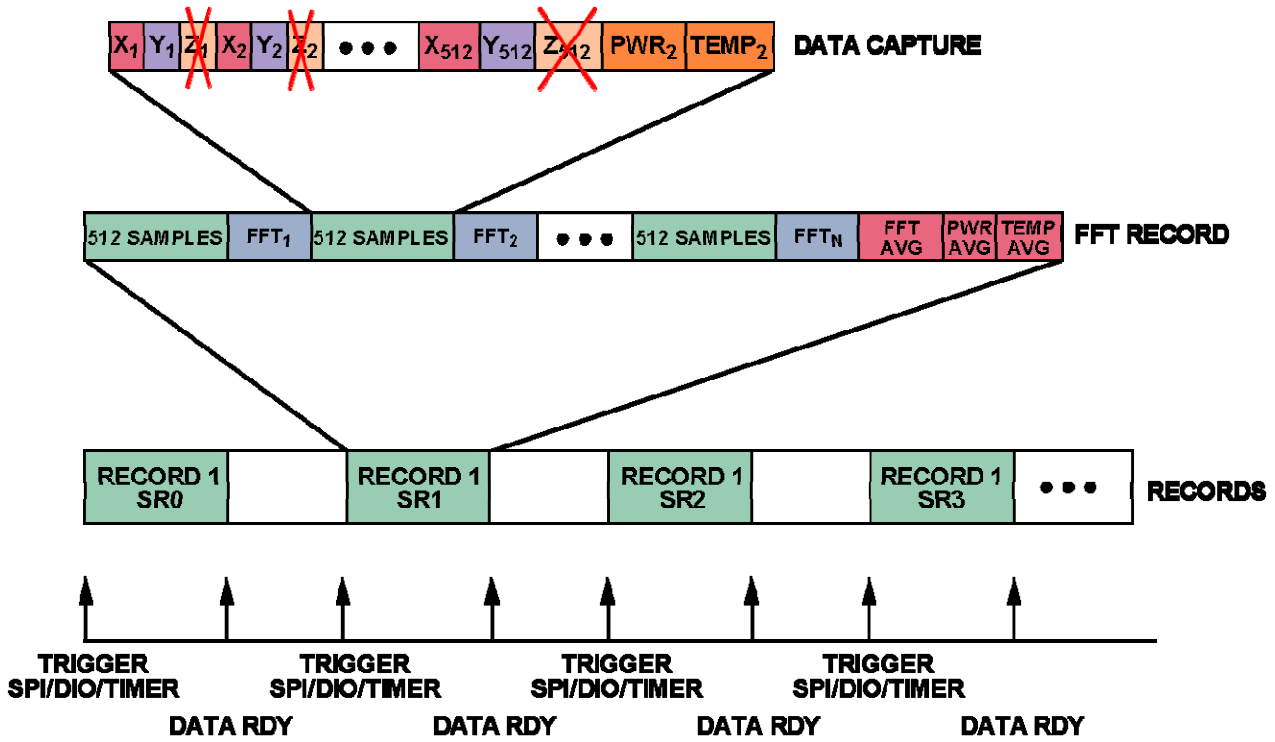 X1 Y1 Z1 X2 Y2 Z2 ••• X512 Y512 Z512 PWR2 TEMP2 DATA CAPTURE
512 SAMPLES FFT1 512 SAMPLES FFT2 ••• 512 SAMPLES FFTN FFT AVG PWR AVG TEMP AVG FFT RECORD
RECORD 1
SR0
RECORD 1
SR1
RECORD 1
SR2
RECORD 1
SR3
•••
RECORDS
TRIGGER
SPI/DIO/TIMER
TRIGGER
SPI/DIO/TIMER
TRIGGER
SPI/DIO/TIMER
TRIGGER
SPI/DIO/TIMER
DATA RDY
DATA RDY
DATA RDY
DATA RDY